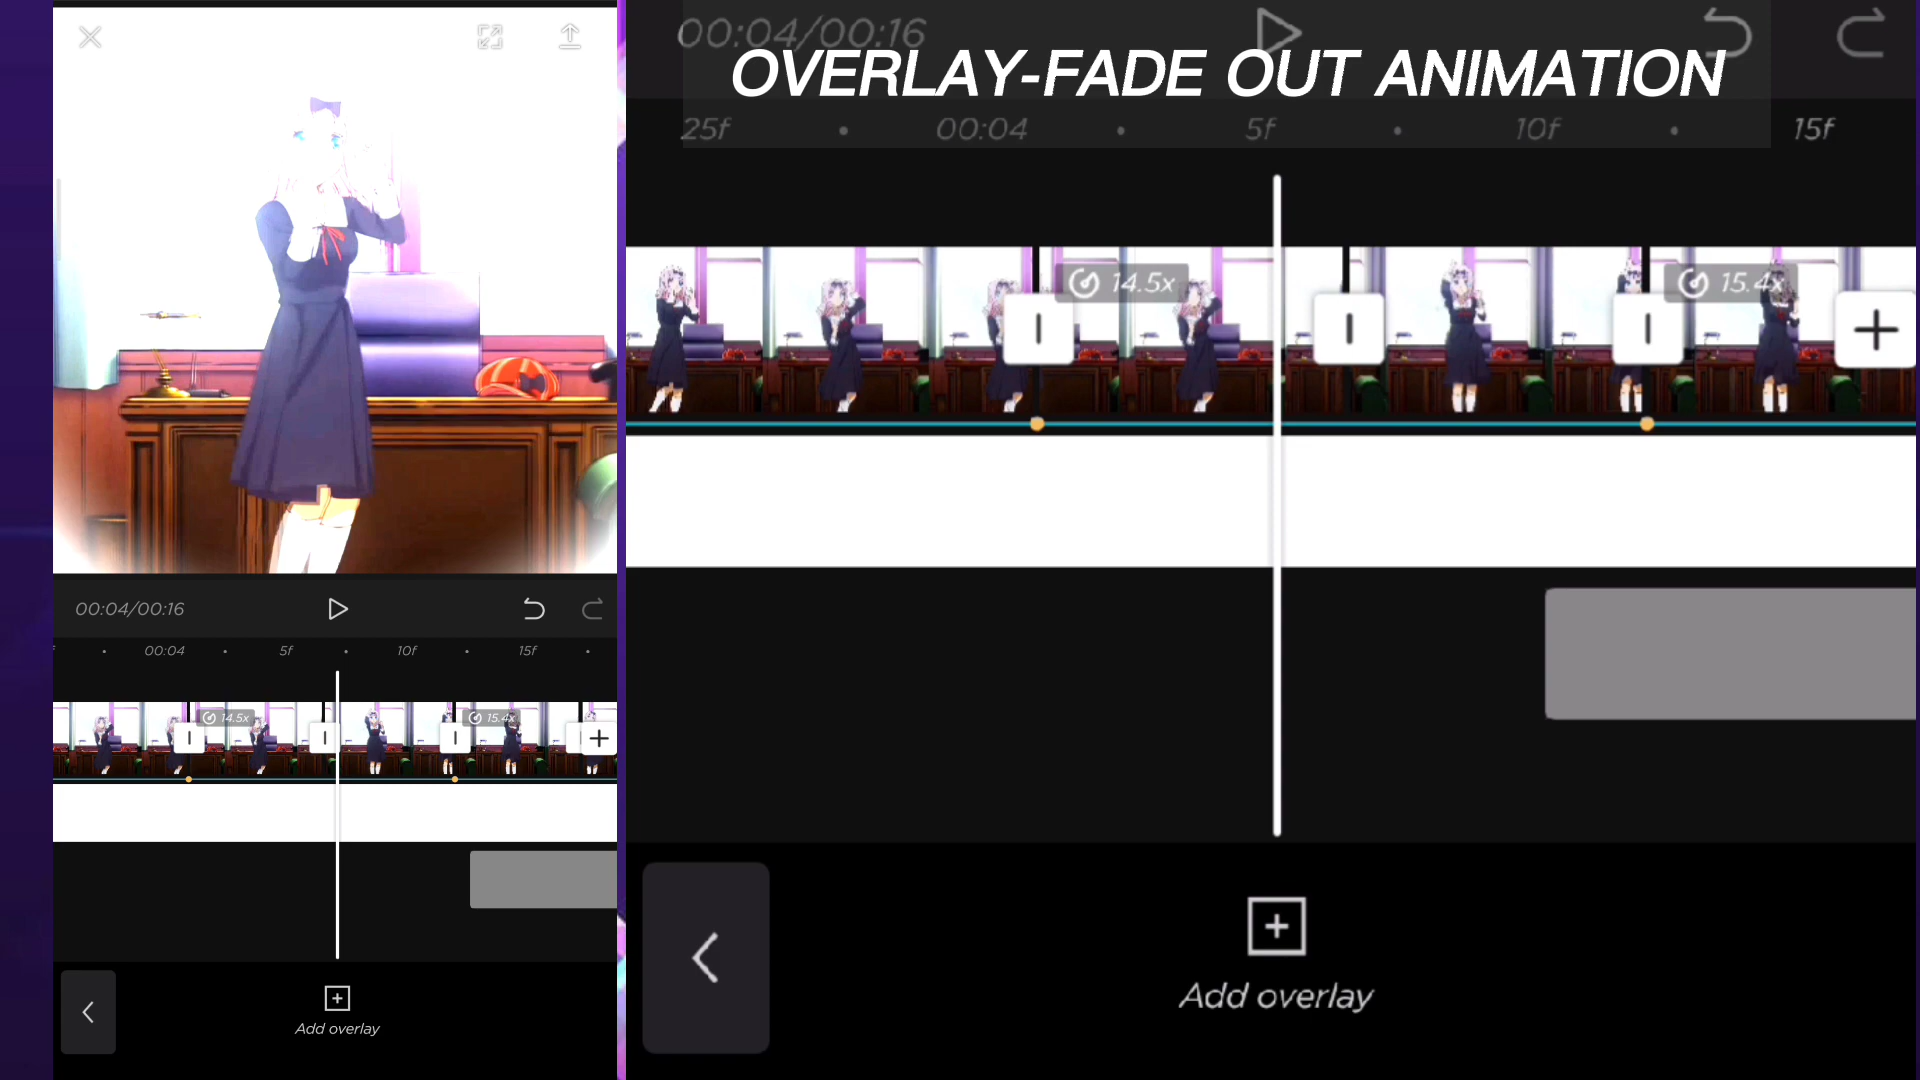 00:04/00:16
00:04 5f 10f 15f
14.5x 15.4x
Add overlay
00:04/00:16
OVERLAY-FADE OUT ANIMATION
25f 00:04 5f 10f 15f
14.5x 15.4x
Add overlay